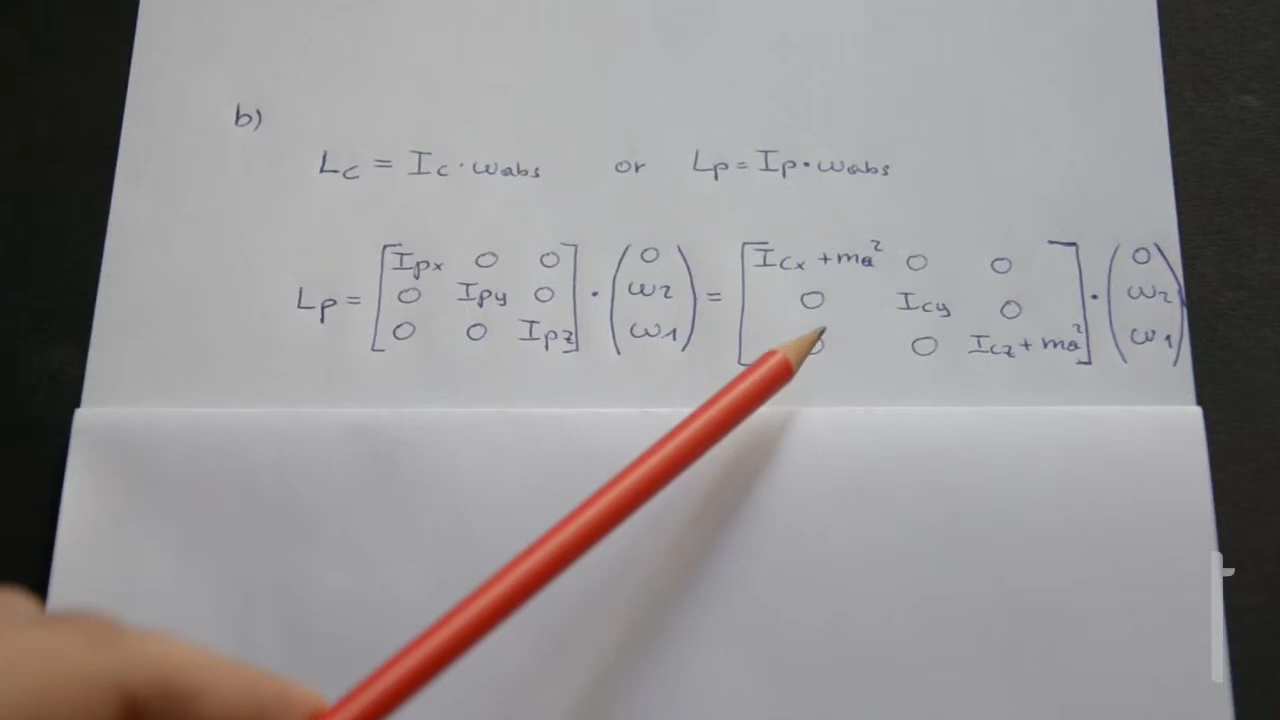 b)
Lc = Ic · ωabs or Lp = Ip · ωabs
Lp = [Ipx 0 0; 0 Ipy 0; 0 0 Ipz] · (0; ω2; ω1) = [Icx + ma² 0 0; 0 Icy 0; 0 0 Icz + ma²] · (0; ω2; ω1)